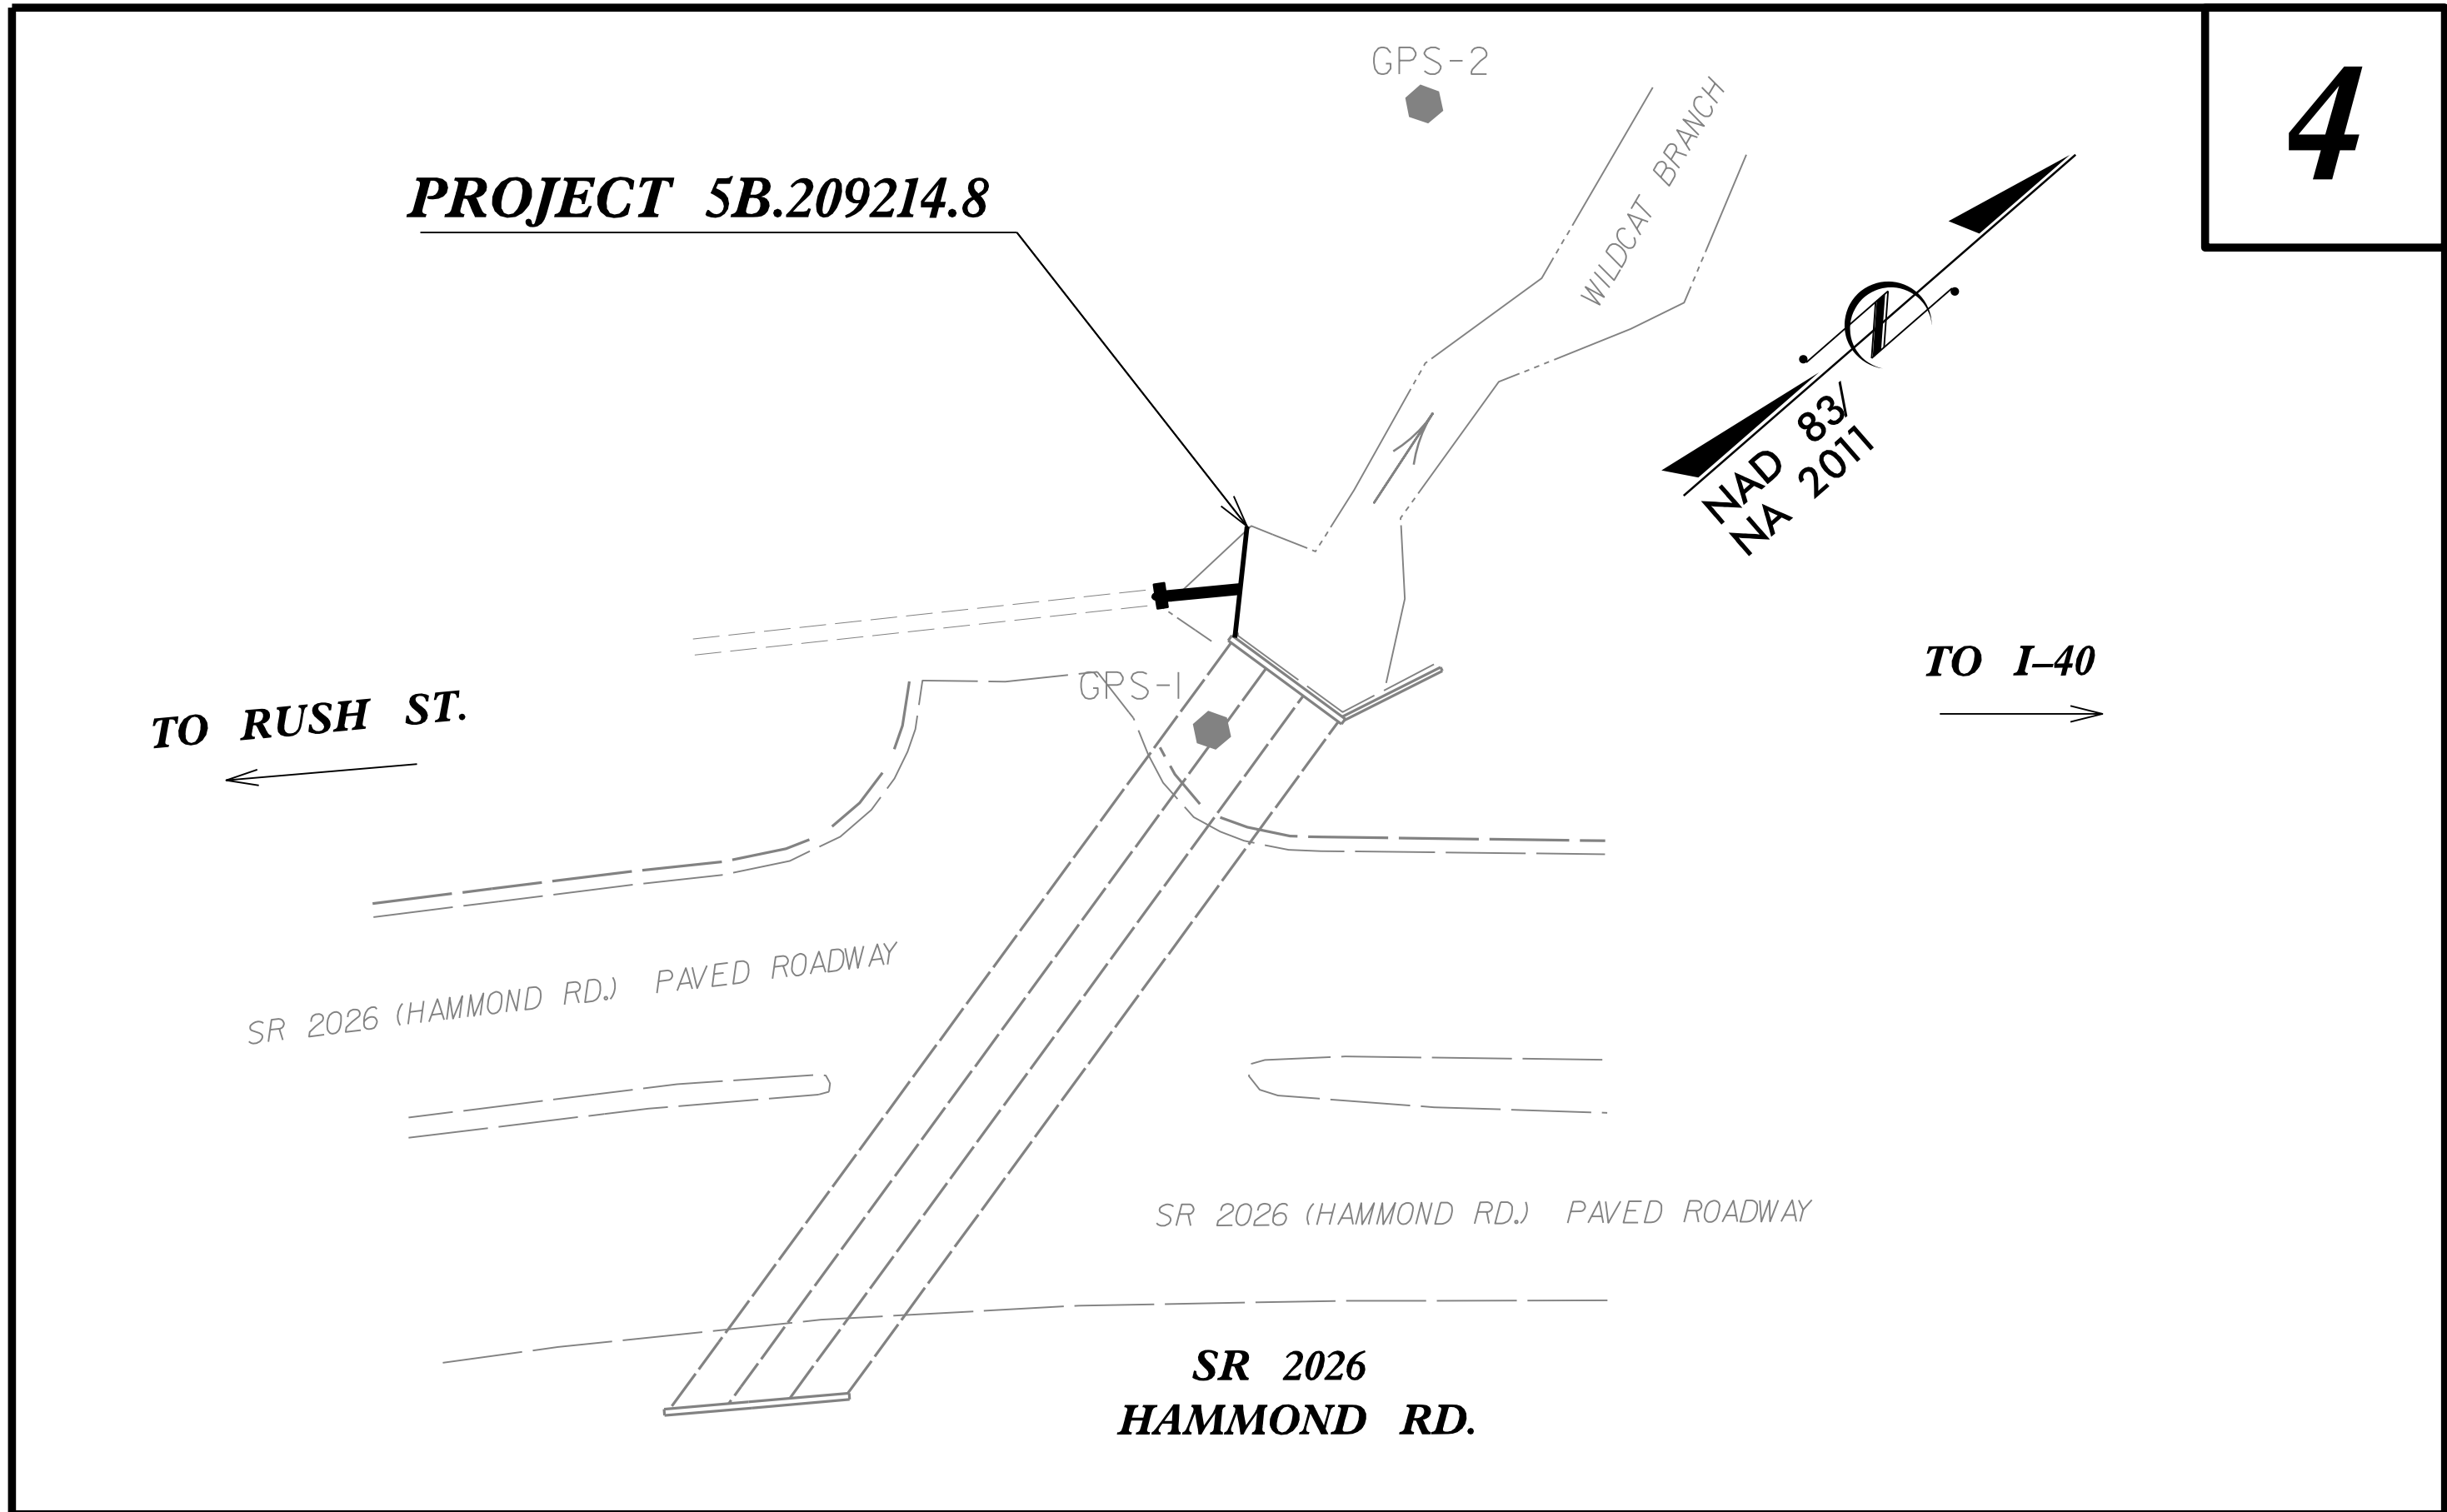 GPS-2
4
WILDCAT BRANCH
PROJECT 5B.209214.8
N
NAD 83/
NA 2011
TO I-40
GPS-1
TO RUSH ST.
SR 2026 (HAMMOND RD.) PAVED ROADWAY
SR 2026 (HAMMOND RD.) PAVED ROADWAY
SR 2026
HAMMOND RD.